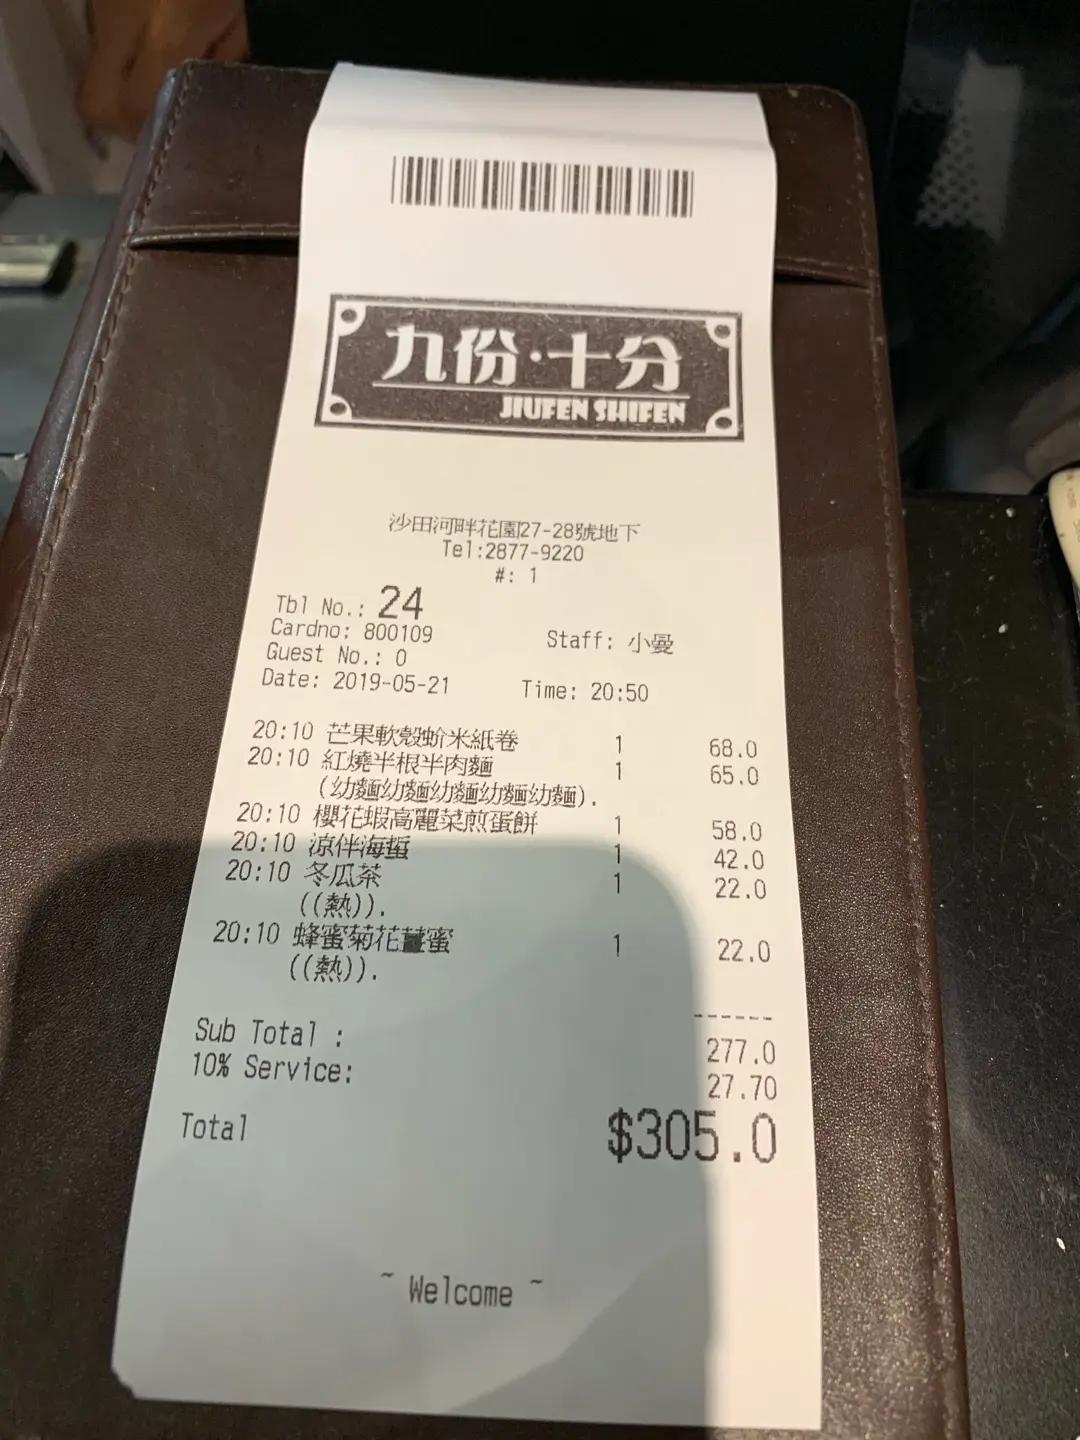 九份·十分
JIUFEN SHIFEN
沙田河畔花園27-28號地下
Tel:2877-9220
#: 1
Tbl No.: 24
Cardno: 800109 Staff: 小晏
Guest No.: 0
Date: 2019-05-21 Time: 20:50
20:10 芒果軟殼蚧米紙卷 1 68.0
20:10 紅燒半根半肉麵 1 65.0
(幼麵幼麵幼麵幼麵幼麵).
20:10 櫻花蝦高麗菜煎蛋餅 1 58.0
20:10 涼伴海蜇 1 42.0
20:10 冬瓜茶 1 22.0
((熱)).
20:10 蜂蜜菊花薑蜜 1 22.0
((熱)).
------
Sub Total : 277.0
10% Service: 27.70
Total $305.0
~ Welcome ~